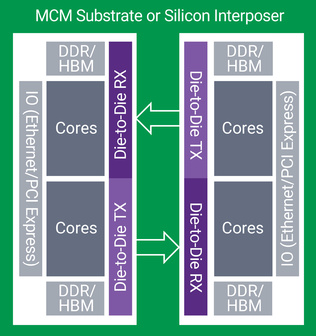 MCM Substrate or Silicon Interposer
DDR/
HBM
IO (Ethernet/PCI Express)
Cores
Cores
DDR/
HBM
Die-to-Die RX
Die-to-Die TX
Die-to-Die TX
Die-to-Die RX
DDR/
HBM
Cores
Cores
DDR/
HBM
IO (Ethernet/PCI Express)